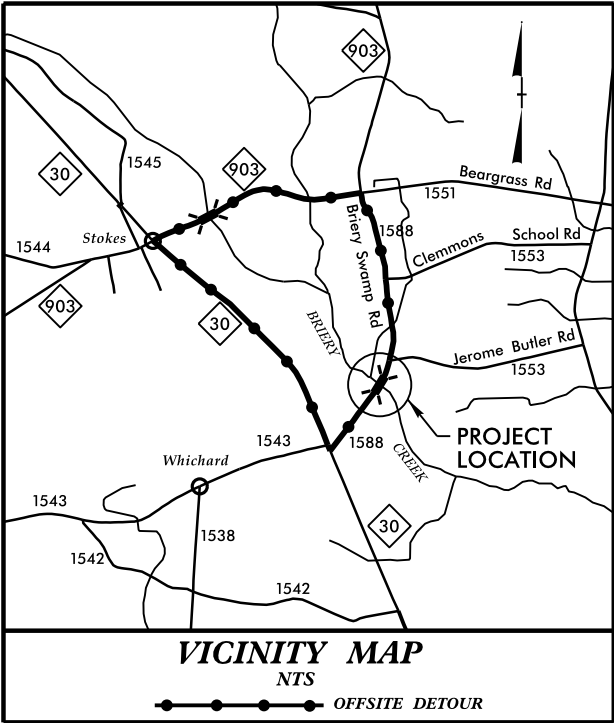 903
1545
903
30
Beargrass Rd
1551
1588
Briery Swamp Rd
Stokes
Clemmons School Rd
1553
1544
903
30
BRIERY
Jerome Butler Rd
1553
1543
1588
PROJECT
LOCATION
Whichard
CREEK
1543
30
1538
1542
1542
VICINITY MAP
NTS
OFFSITE DETOUR